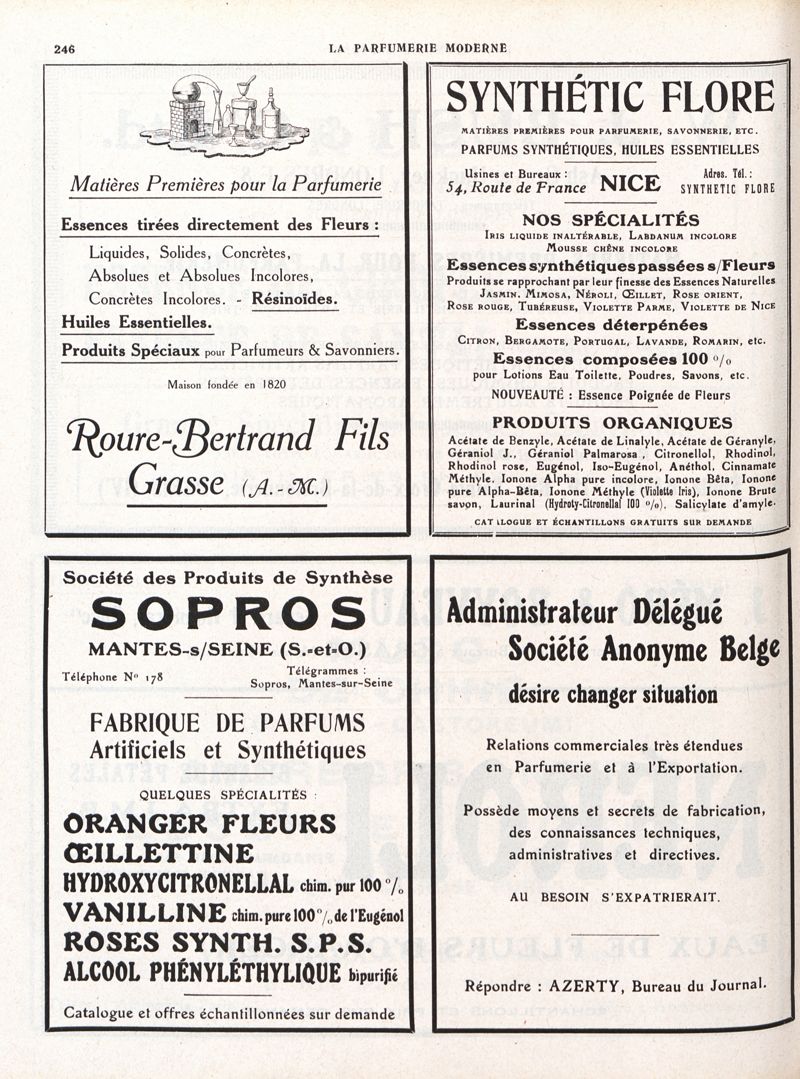 246
LA PARFUMERIE MODERNE
Matières Premières pour la Parfumerie
Essences tirées directement des Fleurs :
Liquides, Solides, Concrètes,
Absolues et Absolues Incolores,
Concrètes Incolores. - Résinoïdes.
Huiles Essentielles.
Produits Spéciaux pour Parfumeurs & Savonniers.
Maison fondée en 1820
Roure-Bertrand Fils
Grasse (A.-M.)
SYNTHÉTIC FLORE
MATIÈRES PREMIÈRES POUR PARFUMERIE, SAVONNERIE, ETC.
PARFUMS SYNTHÉTIQUES, HUILES ESSENTIELLES
Usines et Bureaux :
54, Route de France
NICE
Adres. Tél. :
SYNTHETIC FLORE
NOS SPÉCIALITÉS
IRIS LIQUIDE INALTÉRABLE, LABDANUM INCOLORE
MOUSSE CHÊNE INCOLORE
Essences synthétiques passées s/Fleurs
Produits se rapprochant par leur finesse des Essences Naturelles
JASMIN, MIMOSA, NÉROLI, ŒILLET, ROSE ORIENT,
ROSE ROUGE, TUBÉREUSE, VIOLETTE PARME, VIOLETTE DE NICE
Essences déterpénées
CITRON, BERGAMOTE, PORTUGAL, LAVANDE, ROMARIN, etc.
Essences composées 100 %
pour Lotions Eau Toilette, Poudres, Savons, etc.
NOUVEAUTÉ : Essence Poignée de Fleurs
PRODUITS ORGANIQUES
Acétate de Benzyle, Acétate de Linalyle, Acétate de Géranyle,
Géraniol J., Géraniol Palmarosa, Citronellol, Rhodinol,
Rhodinol rose, Eugénol, Iso-Eugénol, Anéthol, Cinnamate
Méthyle, Ionone Alpha pure incolore, Ionone Bêta, Ionone
pure Alpha-Bêta, Ionone Méthyle (Violette Iris), Ionone Brute
savon, Laurinal (Hydroty-Citronellal 100 %), Salicylate d'amyle.
CAT LOGUE ET ÉCHANTILLONS GRATUITS SUR DEMANDE
Société des Produits de Synthèse
SOPROS
MANTES-s/SEINE (S.-et-O.)
Téléphone N° 178
Télégrammes :
Sopros, Mantes-sur-Seine
FABRIQUE DE PARFUMS
Artificiels et Synthétiques
QUELQUES SPÉCIALITÉS :
ORANGER FLEURS
ŒILLETTINE
HYDROXYCITRONELLAL chim. pur 100 %
VANILLINE chim. pure 100 % de l'Eugénol
ROSES SYNTH. S.P.S.
ALCOOL PHÉNYLÉTHYLIQUE bipurifié
Catalogue et offres échantillonnées sur demande
Administrateur Délégué
Société Anonyme Belge
désire changer situation
Relations commerciales très étendues
en Parfumerie et à l'Exportation.
Possède moyens et secrets de fabrication,
des connaissances techniques,
administratives et directives.
AU BESOIN S'EXPATRIERAIT.
Répondre : AZERTY, Bureau du Journal.